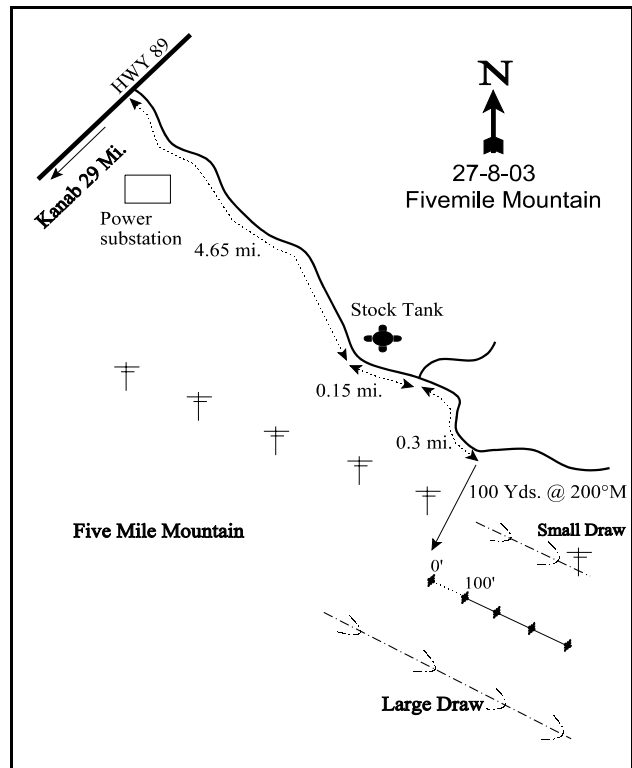 HWY 89
Kanab 29 Mi.
N
27-8-03
Fivemile Mountain
Power
substation
4.65 mi.
Stock Tank
0.15 mi.
0.3 mi.
100 Yds. @ 200°M
Five Mile Mountain
Small Draw
0'
100'
Large Draw